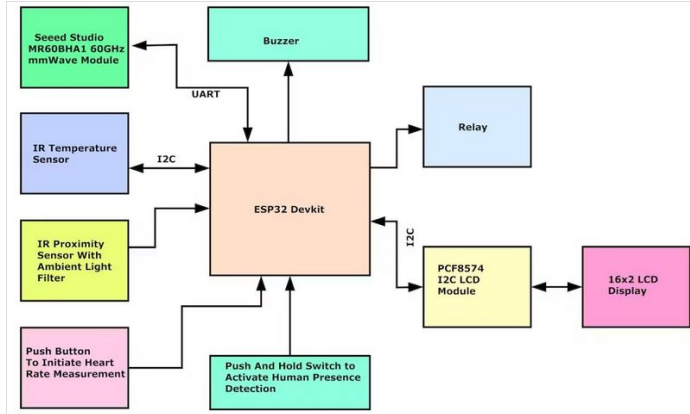 Seeed Studio
MR60BHA1 60GHz
mmWave Module
Buzzer
UART
Relay
IR Temperature
Sensor
I2C
ESP32 Devkit
IR Proximity
Sensor With
Ambient Light
Filter
I2C
PCF8574
I2C LCD
Module
16x2 LCD
Display
Push Button
To Initiate Heart
Rate Measurement
Push And Hold Switch to
Activate Human Presence
Detection